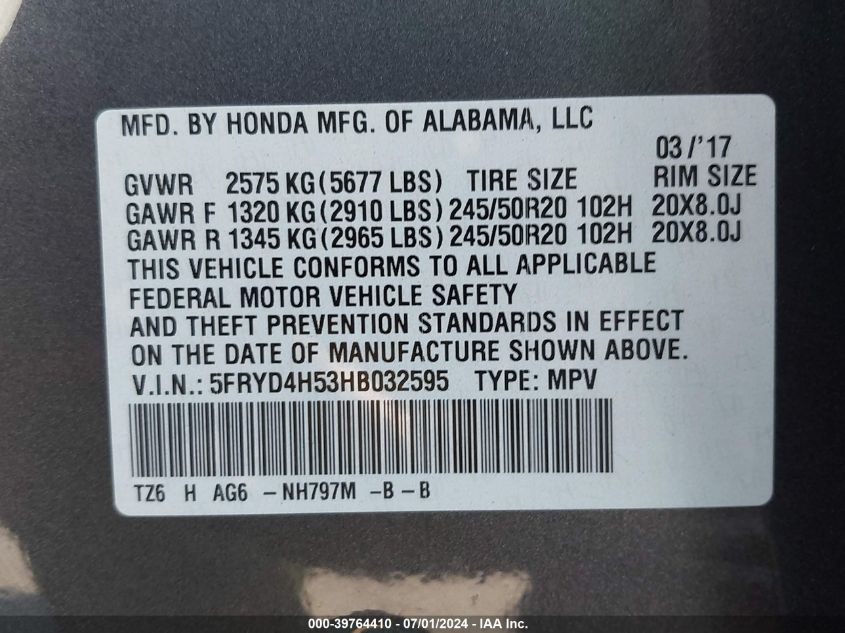 MFD. BY HONDA MFG. OF ALABAMA, LLC
03/'17
GVWR 2575 KG(5677 LBS) TIRE SIZE RIM SIZE
GAWR F 1320 KG(2910 LBS) 245/50R20 102H 20X8.0J
GAWR R 1345 KG(2965 LBS) 245/50R20 102H 20X8.0J
THIS VEHICLE CONFORMS TO ALL APPLICABLE
FEDERAL MOTOR VEHICLE SAFETY
AND THEFT PREVENTION STANDARDS IN EFFECT
ON THE DATE OF MANUFACTURE SHOWN ABOVE.
V.I.N.: 5FRYD4H53HB032595 TYPE: MPV
TZ6 H AG6 -NH797M -B -B
000-39764410 - 07/01/2024 - IAA Inc.